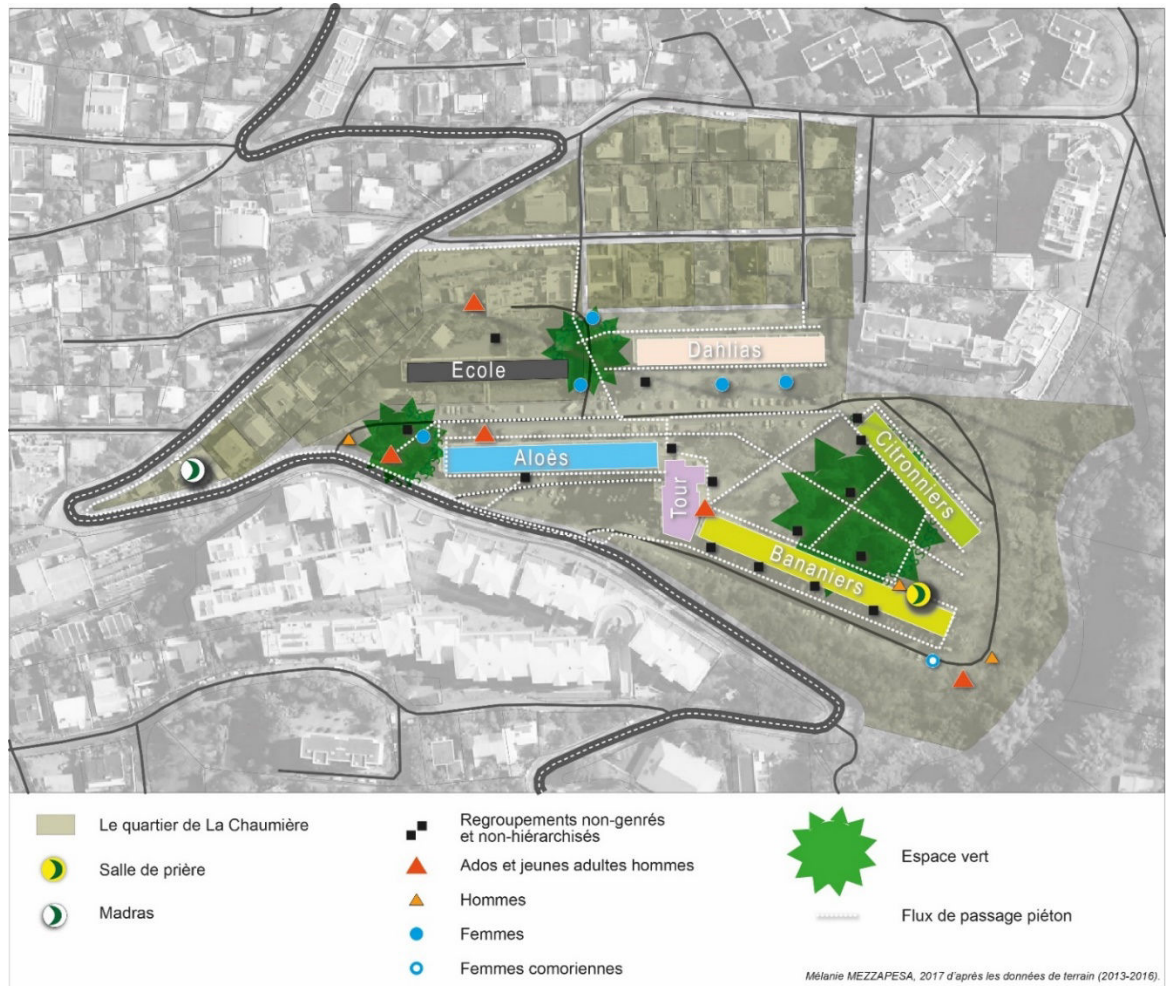 Dahlias
Ecole
Citronniers
Aloès
Tour
Bananiers
Le quartier de La Chaumière
Salle de prière
Madras
Regroupements non-genrés
et non-hiérarchisés
Ados et jeunes adultes hommes
Hommes
Femmes
Femmes comoriennes
Espace vert
Flux de passage piéton
Mélanie MEZZAPESA, 2017 d'après les données de terrain (2013-2016).